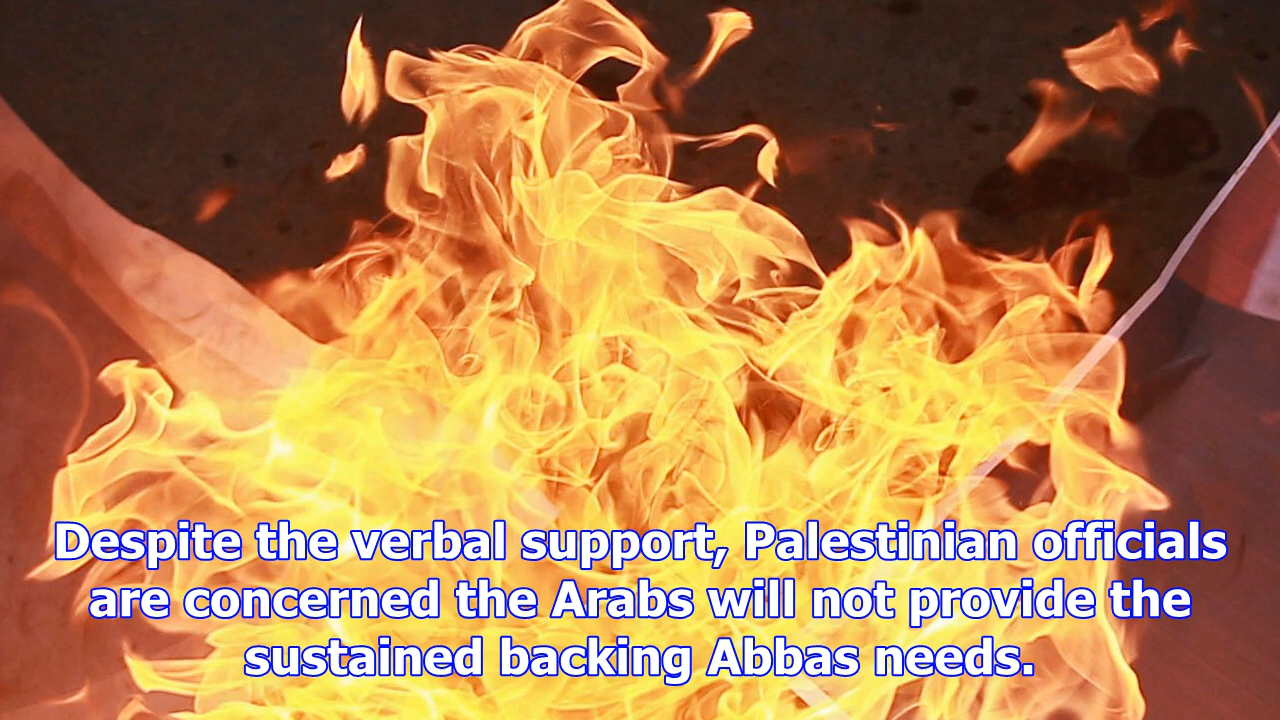 Despite the verbal support, Palestinian officials
are concerned the Arabs will not provide the
sustained backing Abbas needs.